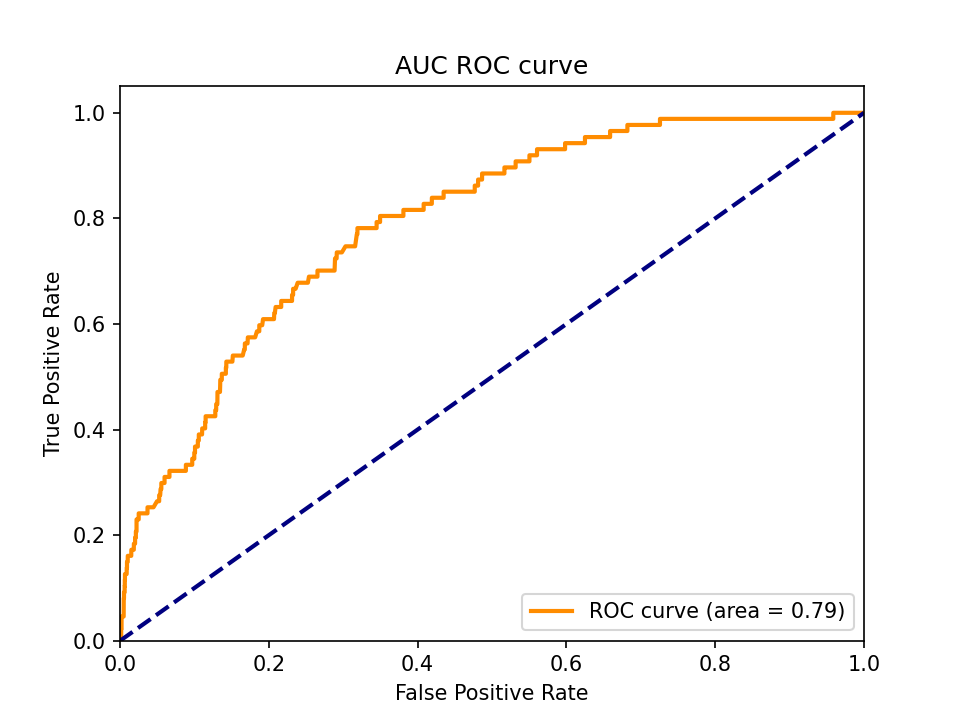 AUC ROC curve
1.0
0.8
0.6
0.4
0.2
0.0
True Positive Rate
ROC curve (area = 0.79)
0.0 0.2 0.4 0.6 0.8 1.0
False Positive Rate